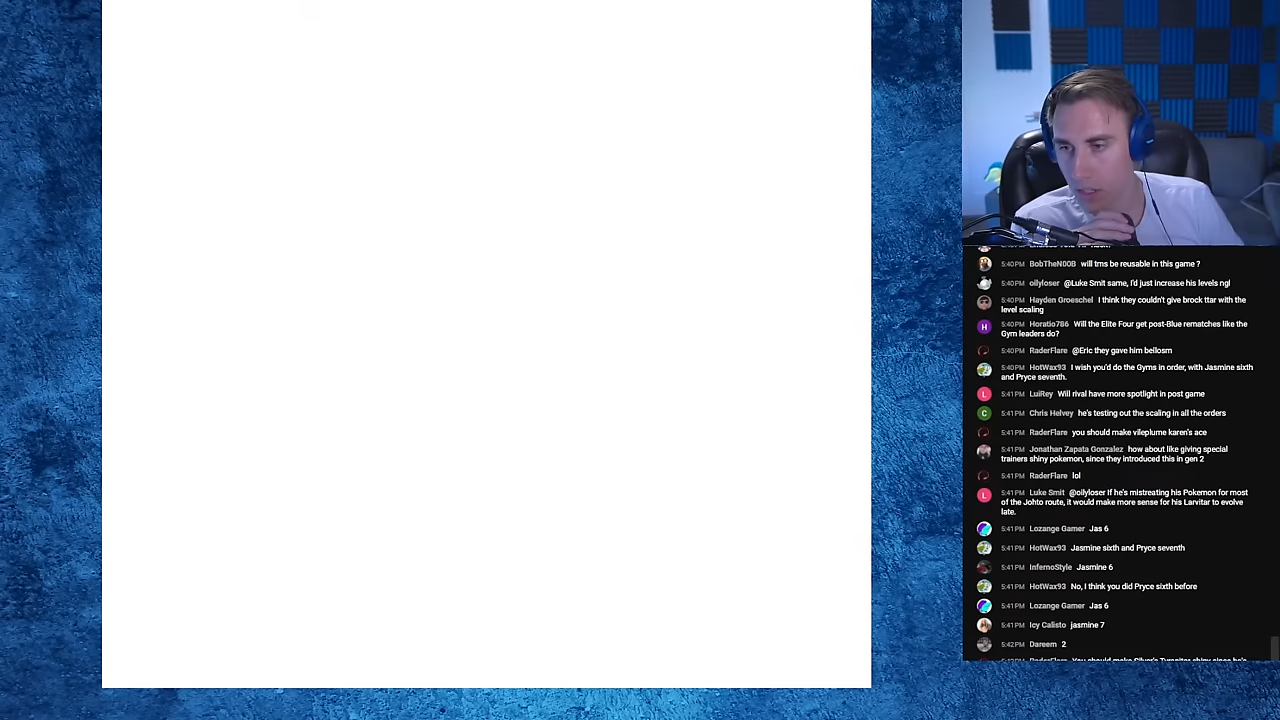 5:40PM BobTheN00B will tms be reusable in this game ?
5:40PM oilyloser @Luke Smit same, I'd just increase his levels ngl
5:40PM Hayden Groeschel I think they couldn't give brock ttar with the
level scaling
5:40PM Horatio786 Will the Elite Four get post-Blue rematches like the
Gym leaders do?
5:40PM RaderFlare @Eric they gave him bellosm
5:40PM HotWax93 I wish you'd do the Gyms in order, with Jasmine sixth
and Pryce seventh.
5:41PM LuiRey Will rival have more spotlight in post game
5:41PM Chris Helvey he's testing out the scaling in all the orders
5:41PM RaderFlare you should make vileplume karen's ace
5:41PM Jonathan Zapata Gonzalez how about like giving special
trainers shiny pokemon, since they introduced this in gen 2
5:41PM RaderFlare lol
5:41PM Luke Smit @oilyloser If he's mistreating his Pokemon for most
of the Johto route, it would make more sense for his Larvitar to evolve
late.
5:41PM Lozange Gamer Jas 6
5:41PM HotWax93 Jasmine sixth and Pryce seventh
5:41PM InfernoStyle Jasmine 6
5:41PM HotWax93 No, I think you did Pryce sixth before
5:41PM Lozange Gamer Jas 6
5:41PM Icy Calisto jasmine 7
5:42PM Dareem 2
H
L
C
L